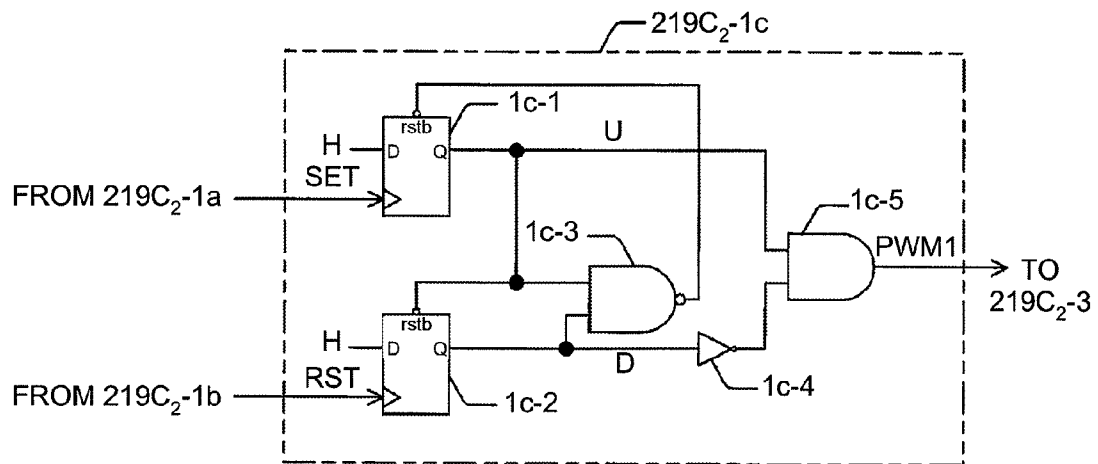 219C₂-1c
1c-1
rstb
H
D Q
U
SET
FROM 219C₂-1a
1c-5
1c-3
PWM1
TO
219C₂-3
rstb
H
D Q
D
RST
1c-4
FROM 219C₂-1b
1c-2